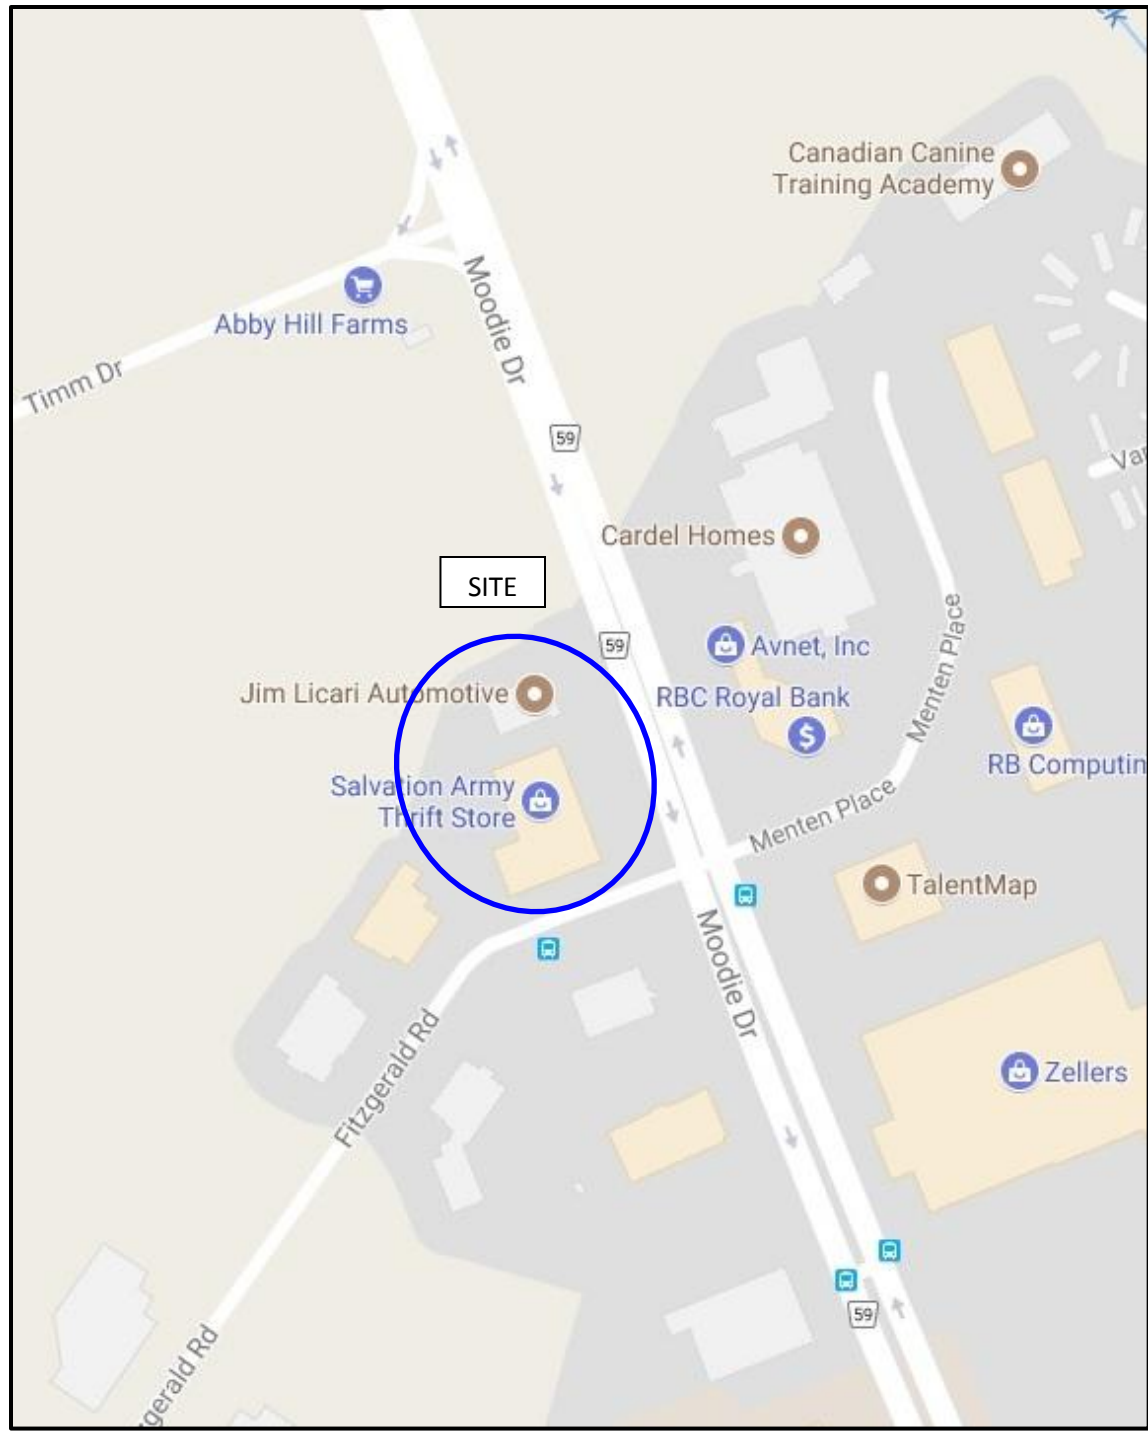 Canadian Canine
Training Academy
Moodie Dr
Abby Hill Farms
Timm Dr
59
Cardel Homes
SITE
59
Avnet, Inc
Menten Place
Jim Licari Automotive
RBC Royal Bank
$
RB Computin
Salvation Army
Thrift Store
Menten Place
TalentMap
Moodie Dr
Fitzgerald Rd
Zellers
59
gerald Rd